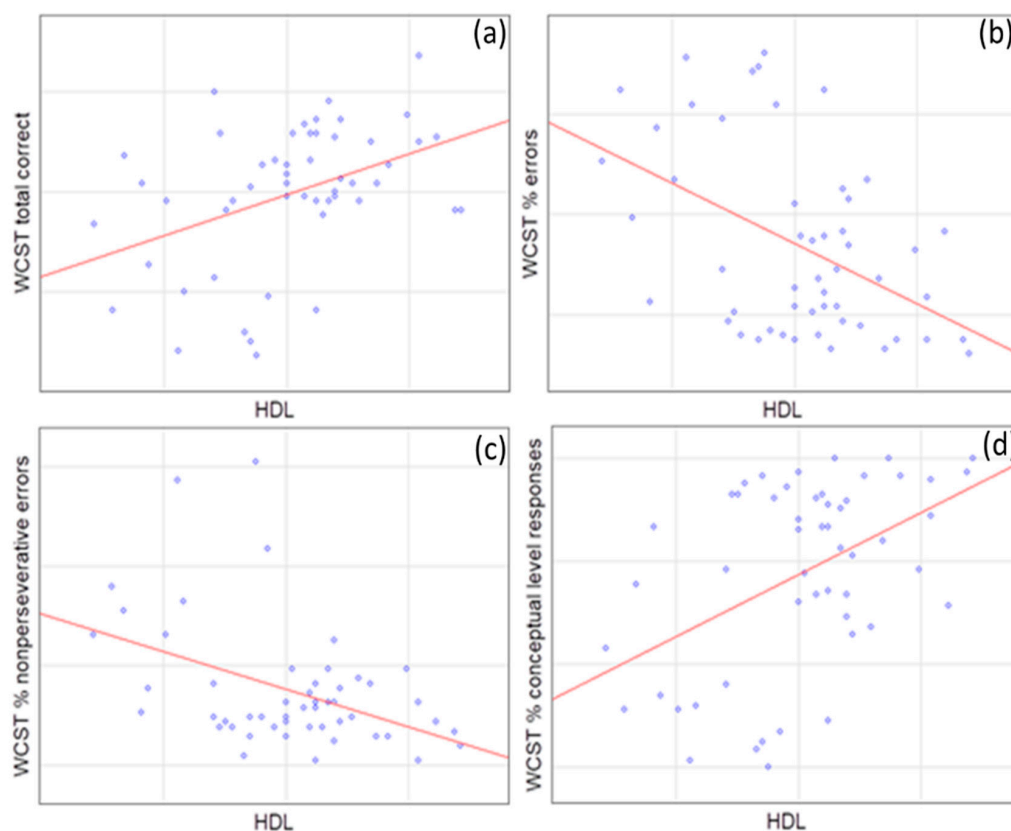 (a)
WCST total correct
HDL
(b)
WCST % errors
HDL
(c)
WCST % nonperseverative errors
HDL
(d)
WCST % conceptual level responses
HDL